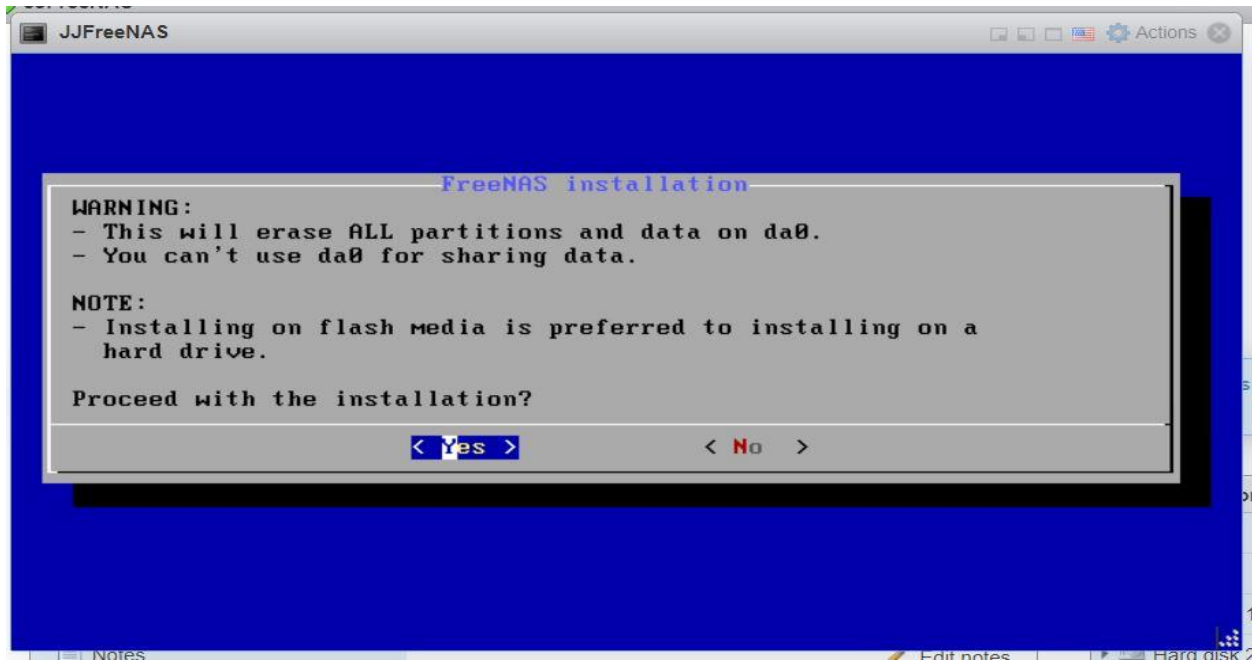 JJFreeNAS
Actions
FreeNAS installation
WARNING:
- This will erase ALL partitions and data on da0.
- You can't use da0 for sharing data.
NOTE:
- Installing on flash media is preferred to installing on a
hard drive.
Proceed with the installation?
< Yes >
< No >
Notes
Edit notes
Hard disk 2